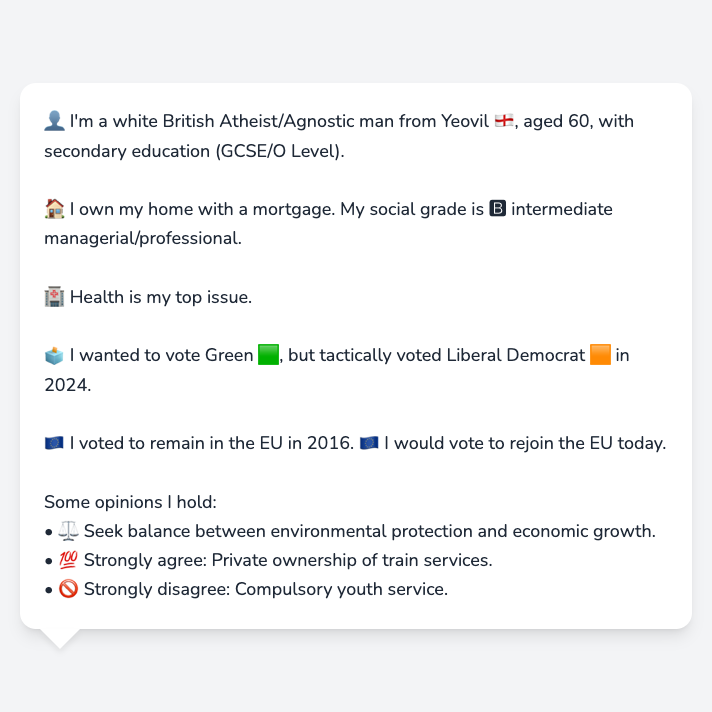 👤 I'm a white British Atheist/Agnostic man from Yeovil 🏴󠁧󠁢󠁥󠁮󠁧󠁿, aged 60, with
secondary education (GCSE/O Level).
🏠 I own my home with a mortgage. My social grade is 🅱 intermediate
managerial/professional.
🏥 Health is my top issue.
🗳️ I wanted to vote Green 🟩, but tactically voted Liberal Democrat 🟧 in
2024.
🇪🇺 I voted to remain in the EU in 2016. 🇪🇺 I would vote to rejoin the EU today.
Some opinions I hold:
• ⚖️ Seek balance between environmental protection and economic growth.
• 💯 Strongly agree: Private ownership of train services.
• 🚫 Strongly disagree: Compulsory youth service.